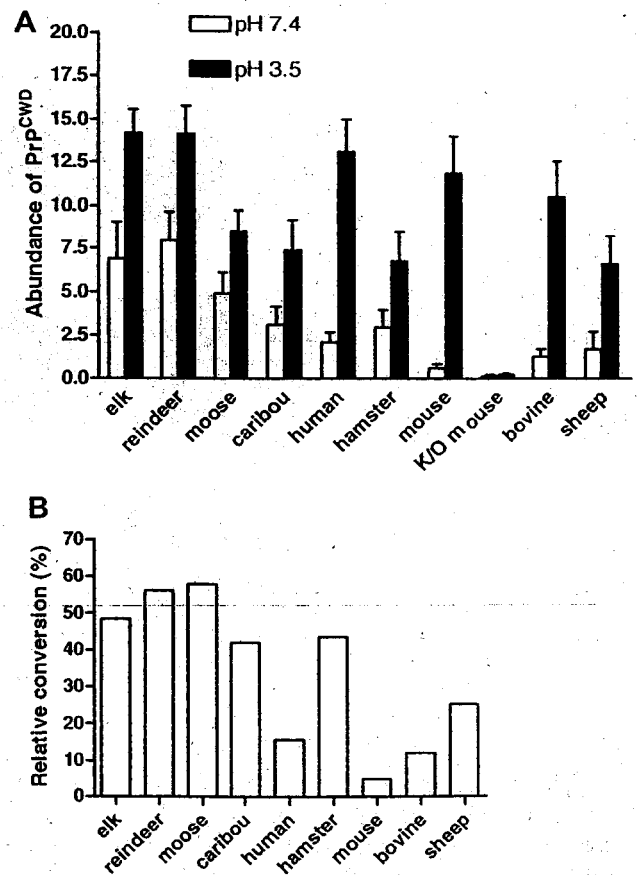 A
pH 7.4
pH 3.5
Abundance of PrP^CWD
20.0
17.5
15.0
12.5
10.0
7.5
5.0
2.5
0.0
elk
reindeer
moose
caribou
human
hamster
mouse
K/O m ouse
bovine
sheep
B
Relative conversion (%)
70
60
50
40
30
20
10
0
elk
reindeer
moose
caribou
human
hamster
mouse
bovine
sheep